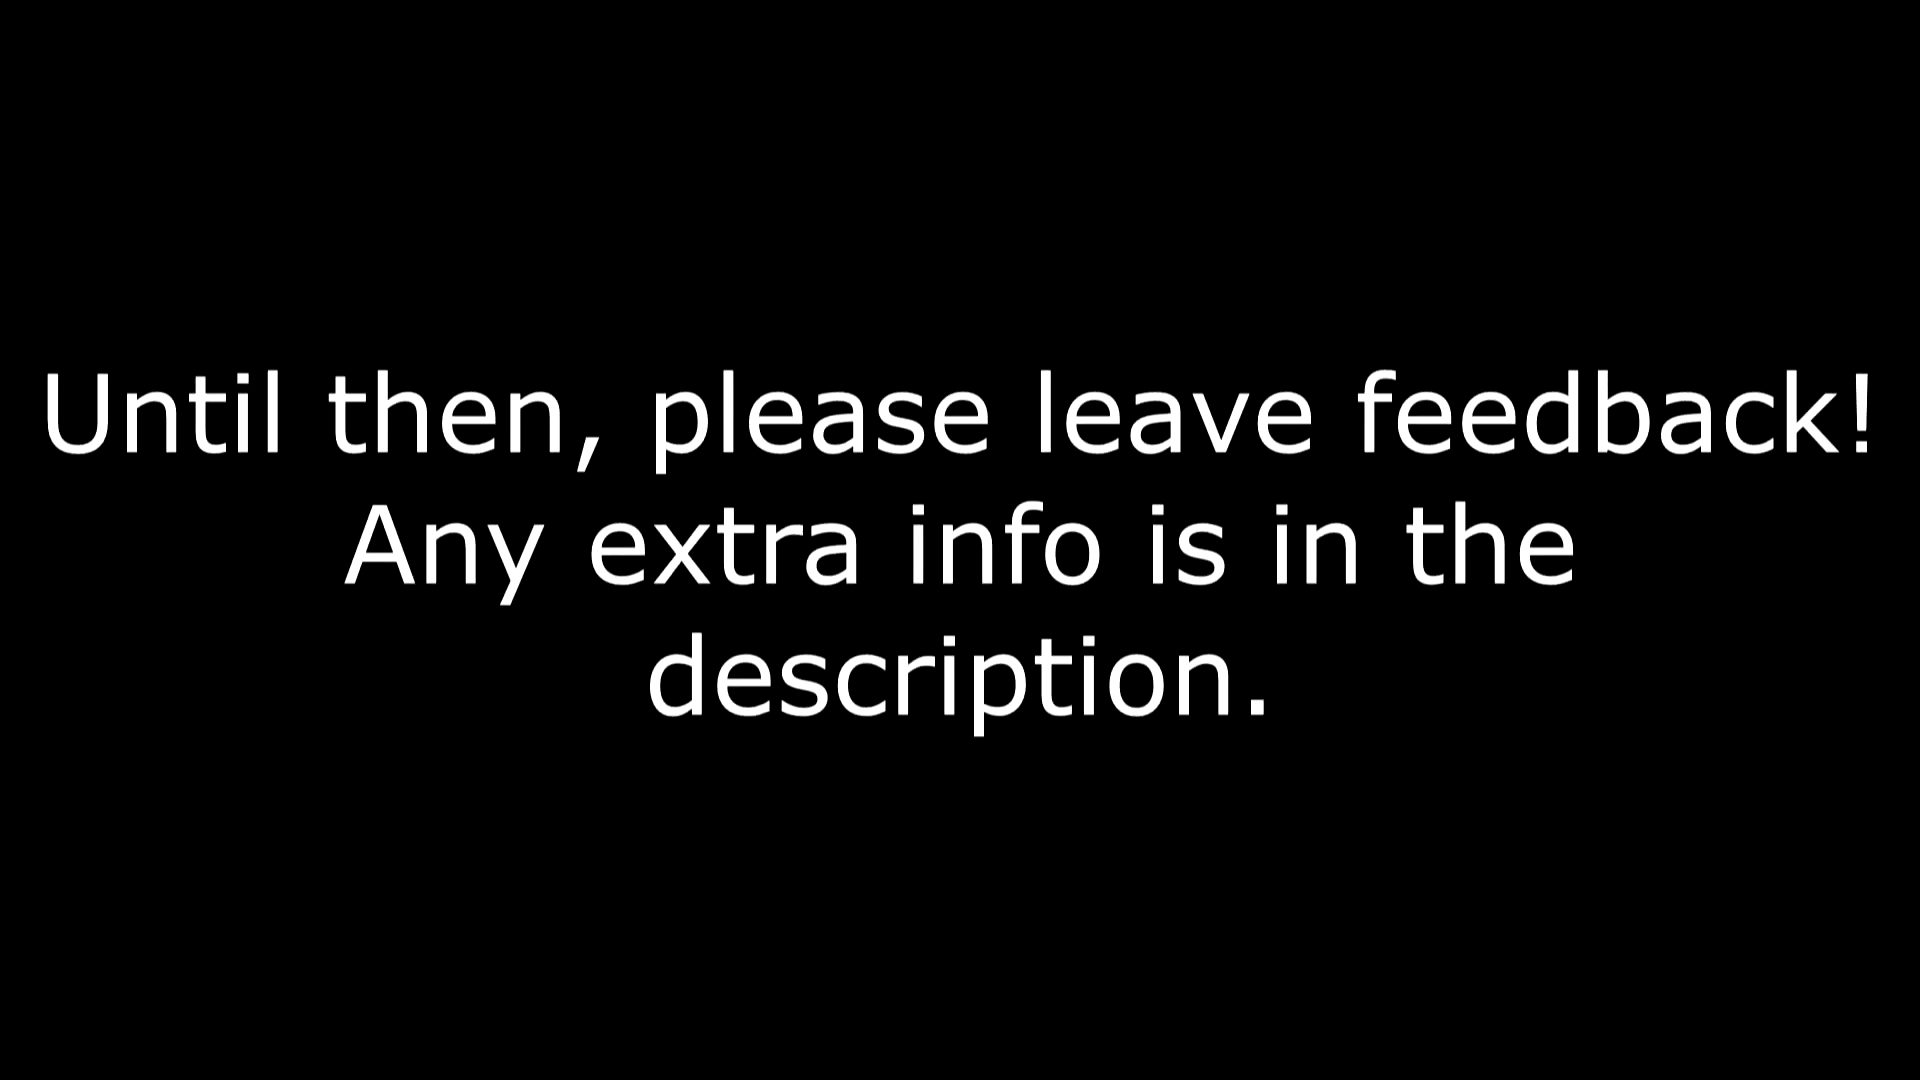 Until then, please leave feedback!
Any extra info is in the
description.